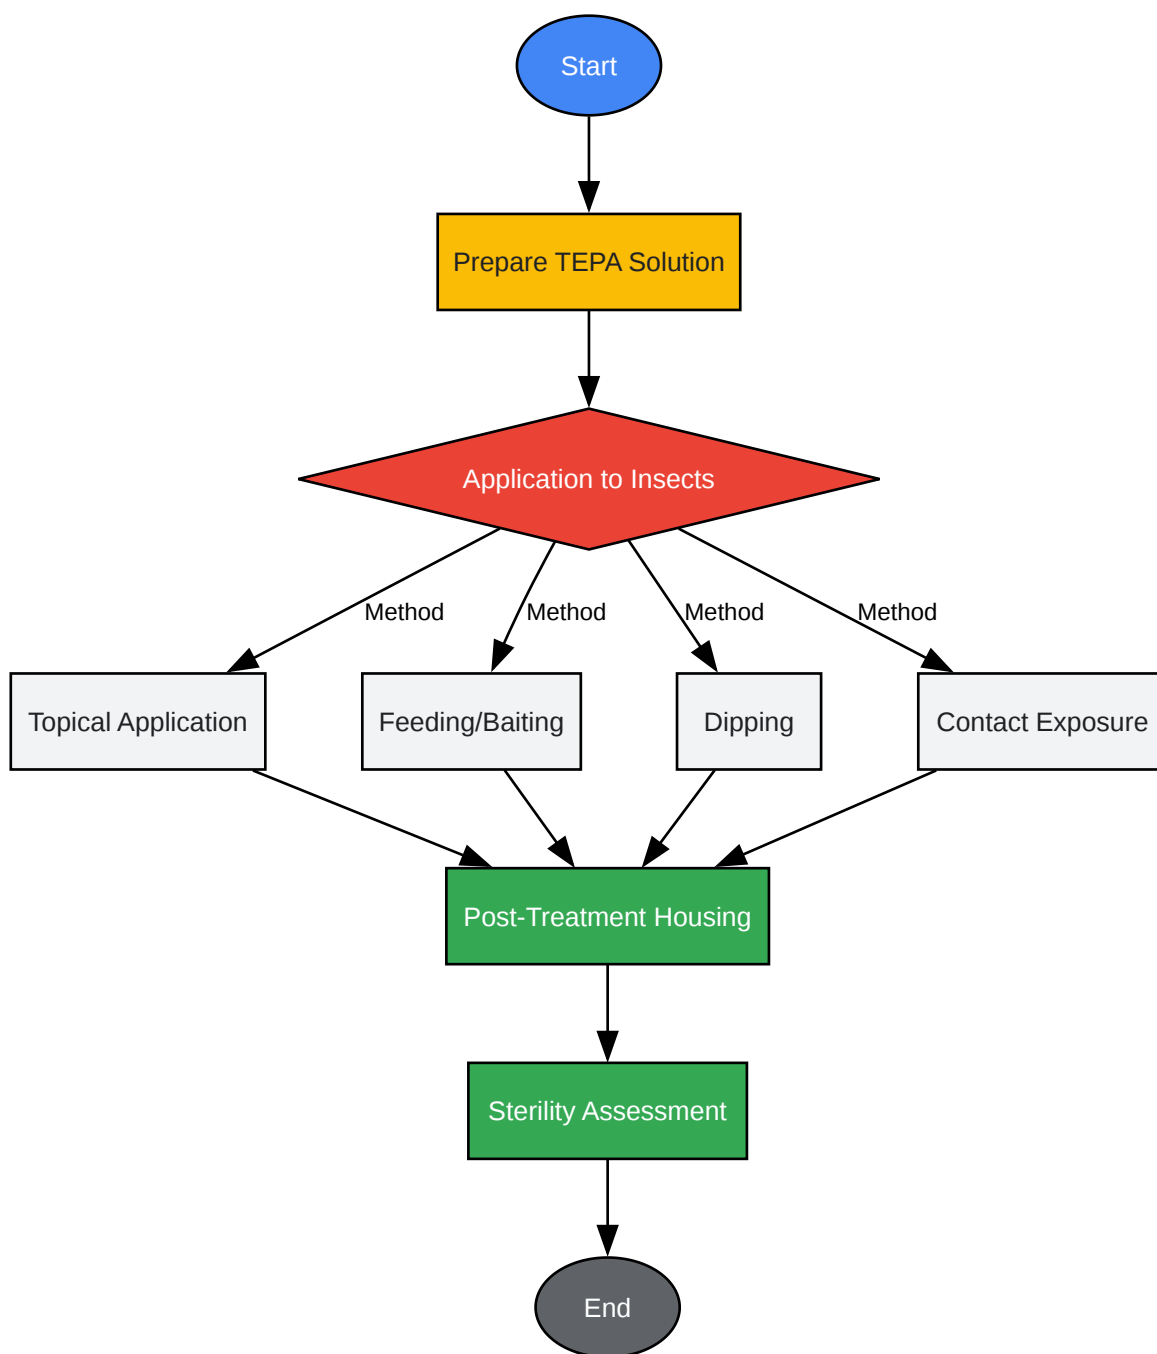 Start
Prepare TEPA Solution
Application to Insects
Method
Method
Method
Method
Topical Application
Feeding/Baiting
Dipping
Contact Exposure
Post-Treatment Housing
Sterility Assessment
End